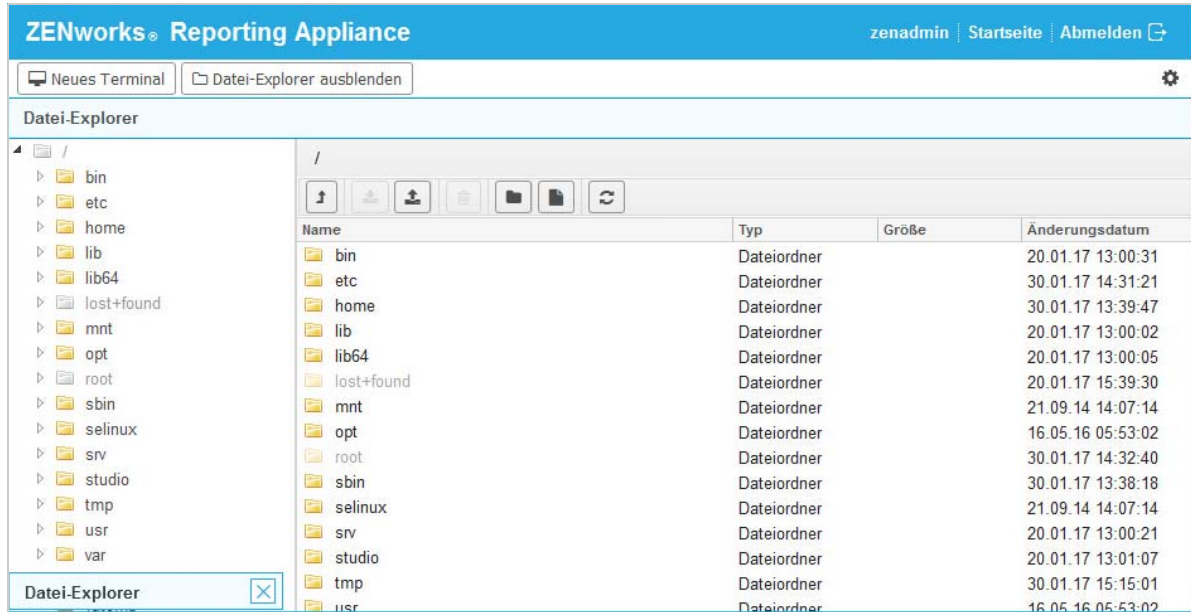 ZENworks® Reporting Appliance
zenadmin Startseite Abmelden
Neues Terminal Datei-Explorer ausblenden
Datei-Explorer
/
bin
etc
home
lib
lib64
lost+found
mnt
opt
root
sbin
selinux
srv
studio
tmp
usr
var
Datei-Explorer
/
Name Typ Größe Änderungsdatum
bin Dateiordner 20.01.17 13:00:31
etc Dateiordner 30.01.17 14:31:21
home Dateiordner 30.01.17 13:39:47
lib Dateiordner 20.01.17 13:00:02
lib64 Dateiordner 20.01.17 13:00:05
lost+found Dateiordner 20.01.17 15:39:30
mnt Dateiordner 21.09.14 14:07:14
opt Dateiordner 16.05.16 05:53:02
root Dateiordner 30.01.17 14:32:40
sbin Dateiordner 30.01.17 13:38:18
selinux Dateiordner 21.09.14 14:07:14
srv Dateiordner 20.01.17 13:00:21
studio Dateiordner 20.01.17 13:01:07
tmp Dateiordner 30.01.17 15:15:01
usr Dateiordner 16.05.16 05:53:02